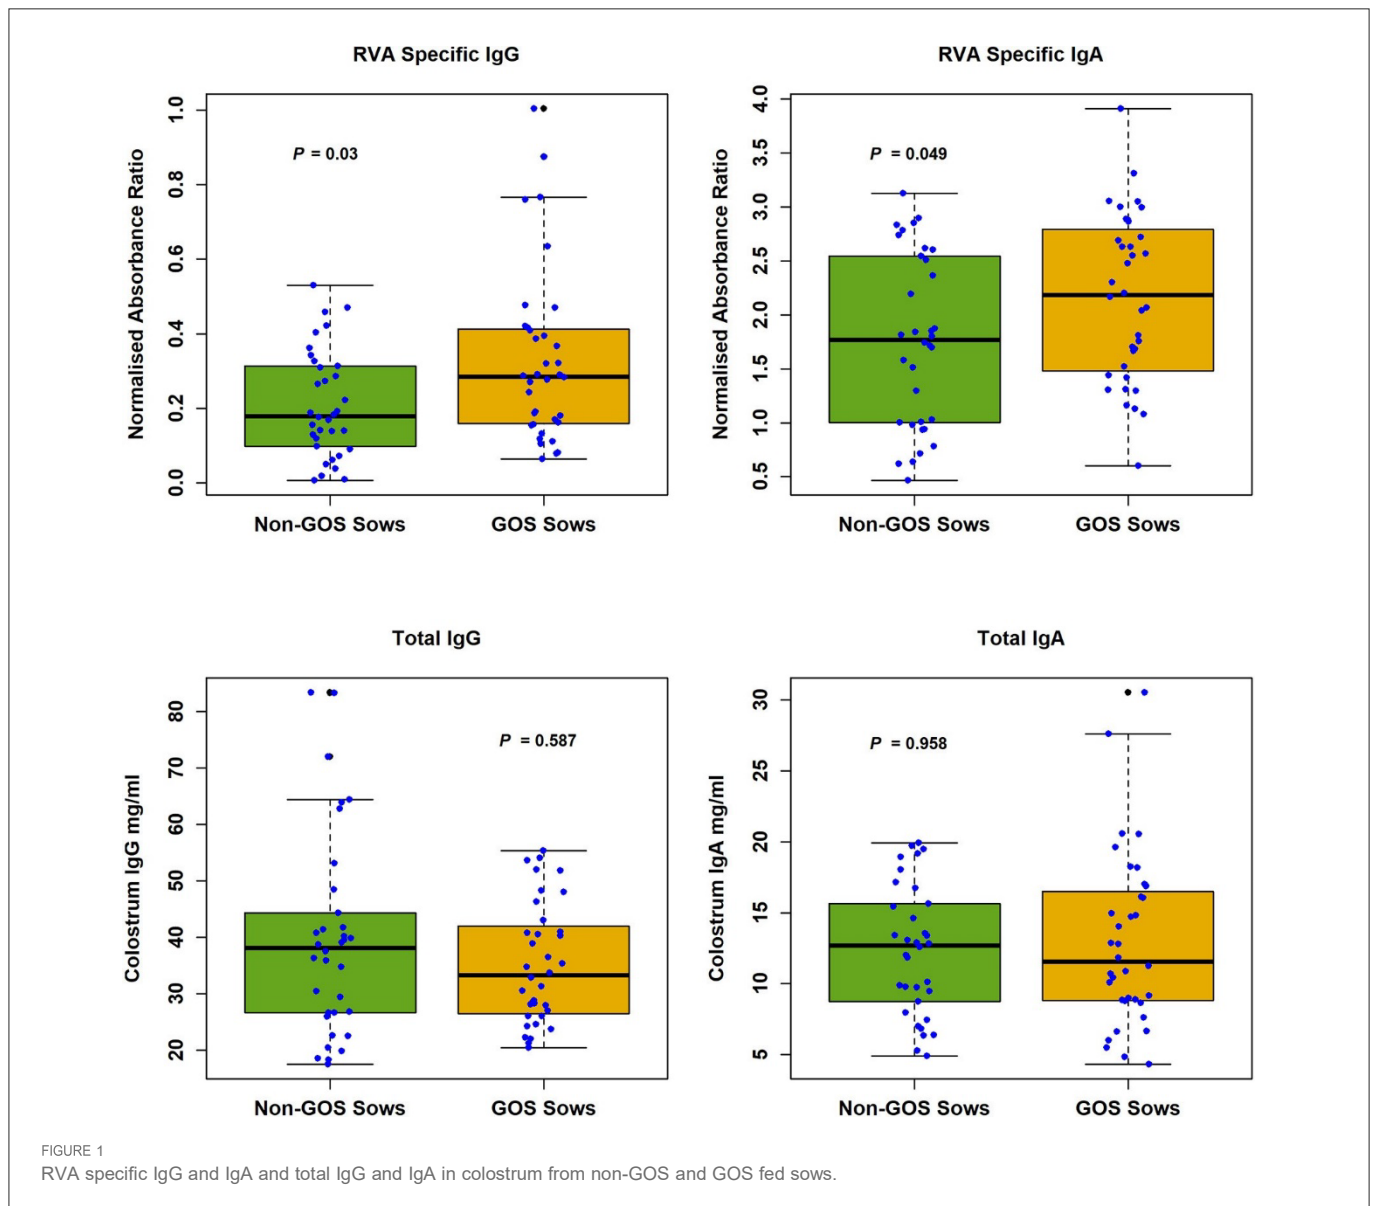 RVA Specific IgG
Normalised Absorbance Ratio
1.0
0.8
0.6
0.4
0.2
0.0
P = 0.03
Non-GOS Sows
GOS Sows
RVA Specific IgA
Normalised Absorbance Ratio
4.0
3.5
3.0
2.5
2.0
1.5
1.0
0.5
P = 0.049
Non-GOS Sows
GOS Sows
Total IgG
Colostrum IgG mg/ml
80
70
60
50
40
30
20
P = 0.587
Non-GOS Sows
GOS Sows
Total IgA
Colostrum IgA mg/ml
30
25
20
15
10
5
P = 0.958
Non-GOS Sows
GOS Sows
FIGURE 1
RVA specific IgG and IgA and total IgG and IgA in colostrum from non-GOS and GOS fed sows.